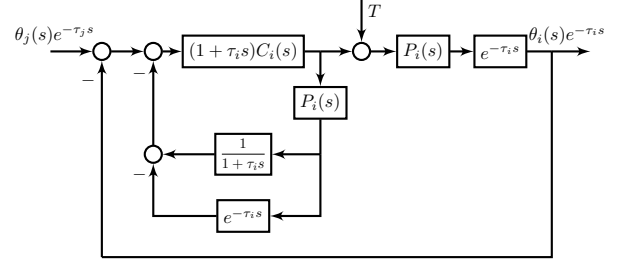 T
θ_j(s)e^{-τ_j s}
θ_i(s)e^{-τ_i s}
(1 + τ_i s)C_i(s)
P_i(s)
e^{-τ_i s}
−
−
P_i(s)
1
1 + τ_i s
−
e^{-τ_i s}